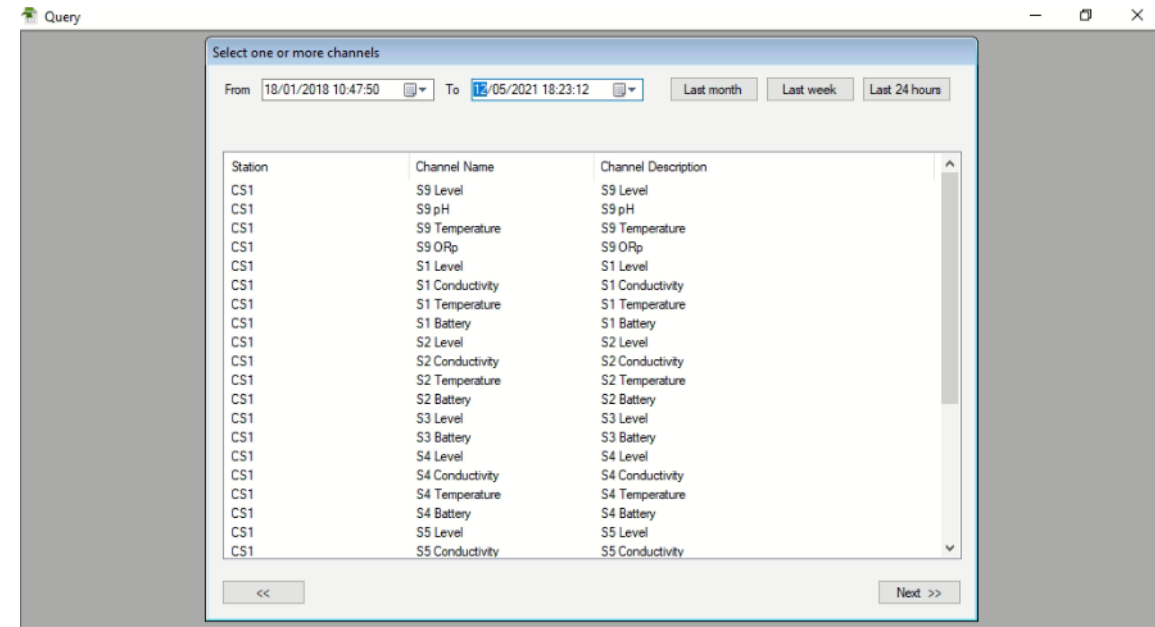 Query
Select one or more channels
From 18/01/2018 10:47:50 To 12/05/2021 18:23:12 Last month Last week Last 24 hours
Station Channel Name Channel Description
CS1 S9 Level S9 Level
CS1 S9 pH S9 pH
CS1 S9 Temperature S9 Temperature
CS1 S9 ORp S9 ORp
CS1 S1 Level S1 Level
CS1 S1 Conductivity S1 Conductivity
CS1 S1 Temperature S1 Temperature
CS1 S1 Battery S1 Battery
CS1 S2 Level S2 Level
CS1 S2 Conductivity S2 Conductivity
CS1 S2 Temperature S2 Temperature
CS1 S2 Battery S2 Battery
CS1 S3 Level S3 Level
CS1 S3 Battery S3 Battery
CS1 S4 Level S4 Level
CS1 S4 Conductivity S4 Conductivity
CS1 S4 Temperature S4 Temperature
CS1 S4 Battery S4 Battery
CS1 S5 Level S5 Level
CS1 S5 Conductivity S5 Conductivity
<< Next >>